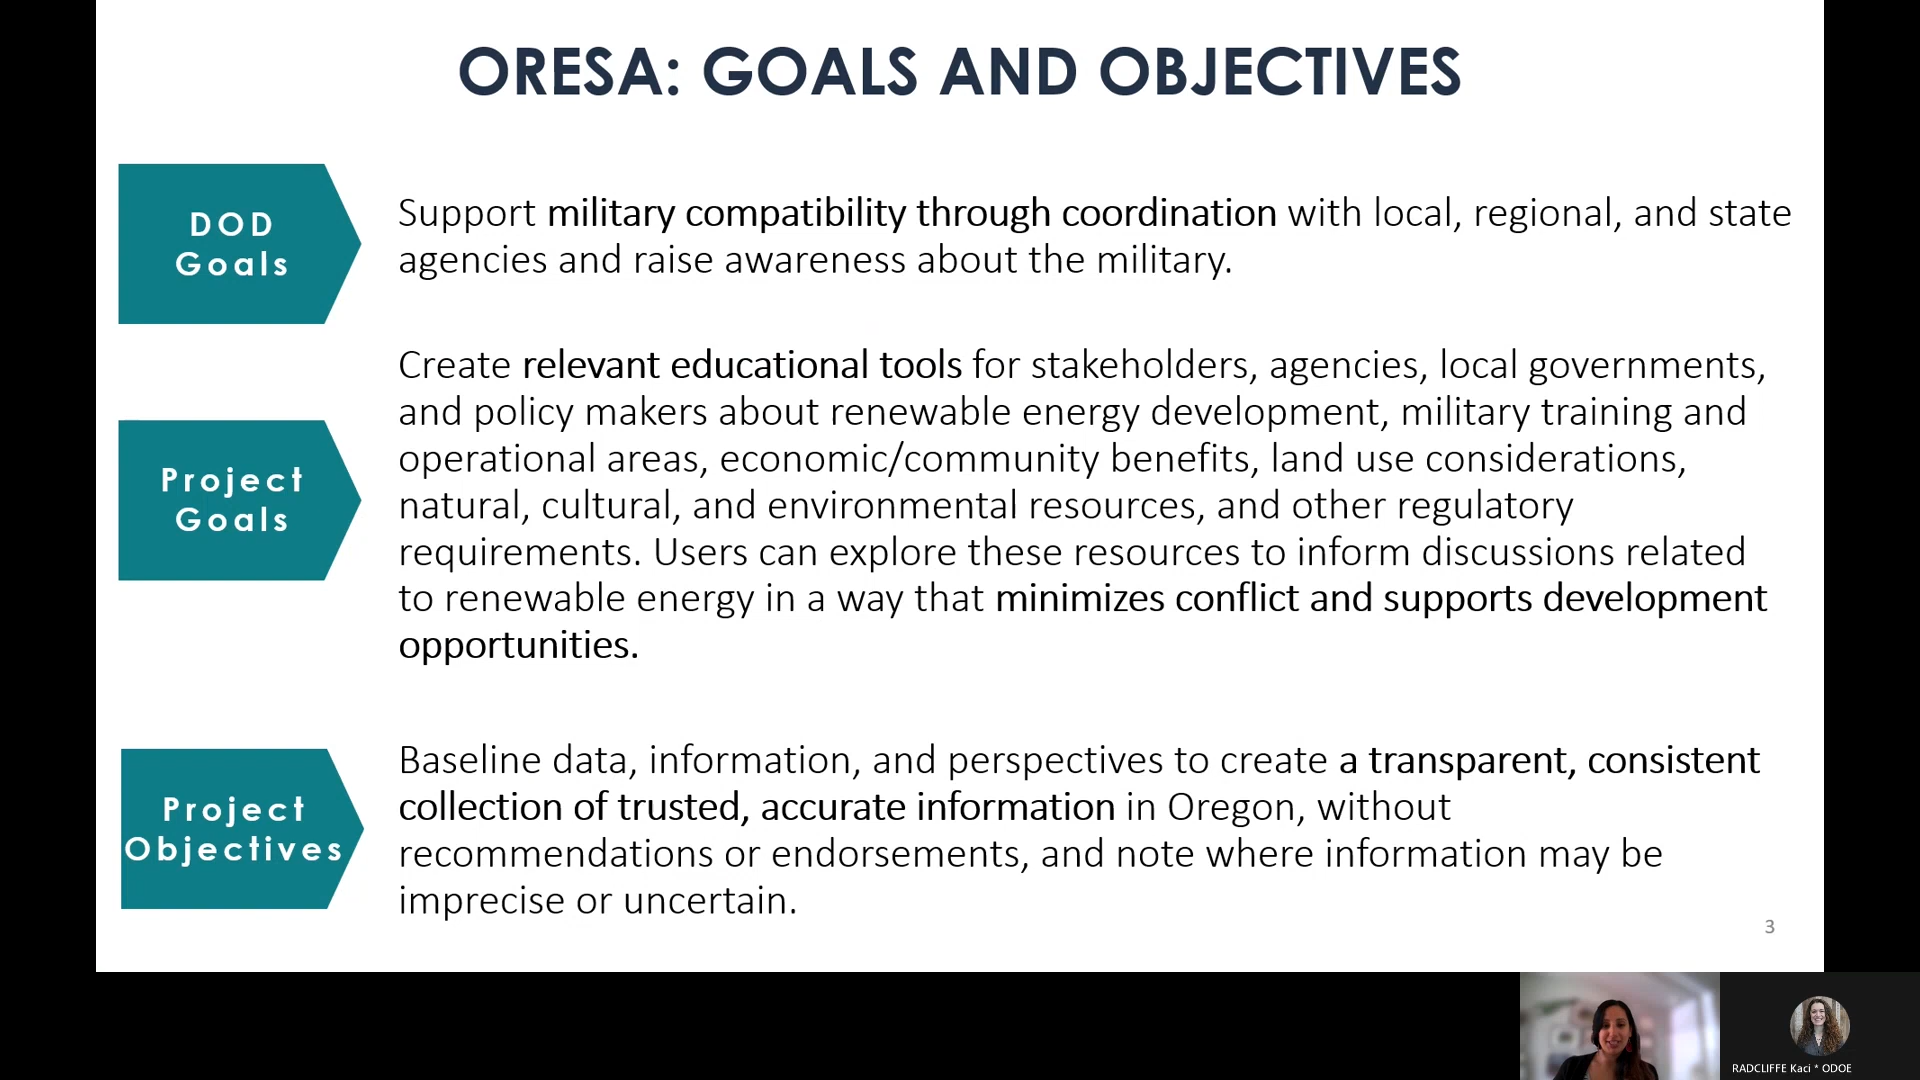 ORESA: GOALS AND OBJECTIVES
DOD
Goals
Support military compatibility through coordination with local, regional, and state
agencies and raise awareness about the military.
Project
Goals
Create relevant educational tools for stakeholders, agencies, local governments,
and policy makers about renewable energy development, military training and
operational areas, economic/community benefits, land use considerations,
natural, cultural, and environmental resources, and other regulatory
requirements. Users can explore these resources to inform discussions related
to renewable energy in a way that minimizes conflict and supports development
opportunities.
Project
Objectives
Baseline data, information, and perspectives to create a transparent, consistent
collection of trusted, accurate information in Oregon, without
recommendations or endorsements, and note where information may be
imprecise or uncertain.
3
RADCLIFFE Kaci * ODOE